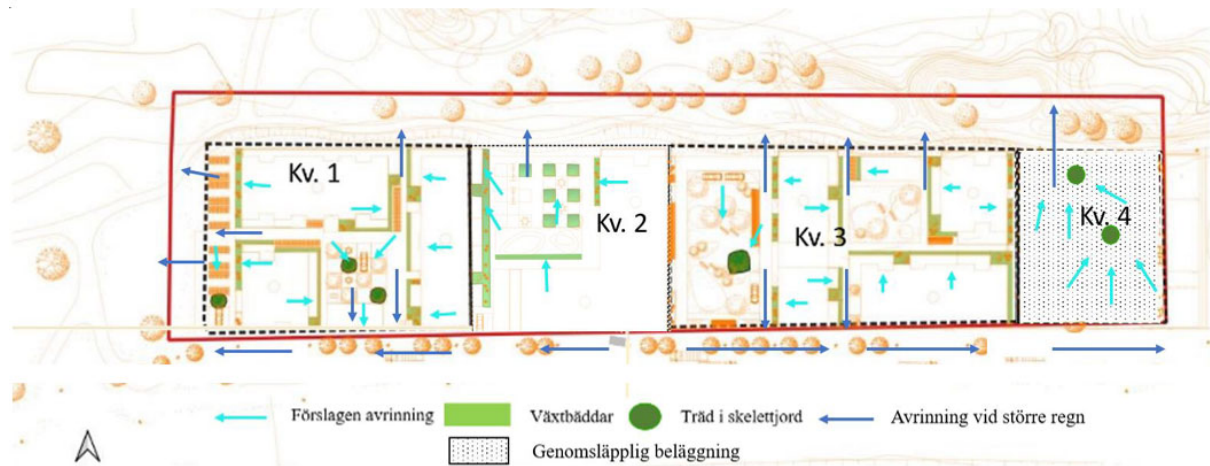 Kv. 1
Kv. 2
Kv. 3
Kv. 4
Förslagen avrinning
Växtbäddar
Träd i skelettjord
Avrinning vid större regn
Genomsläpplig beläggning